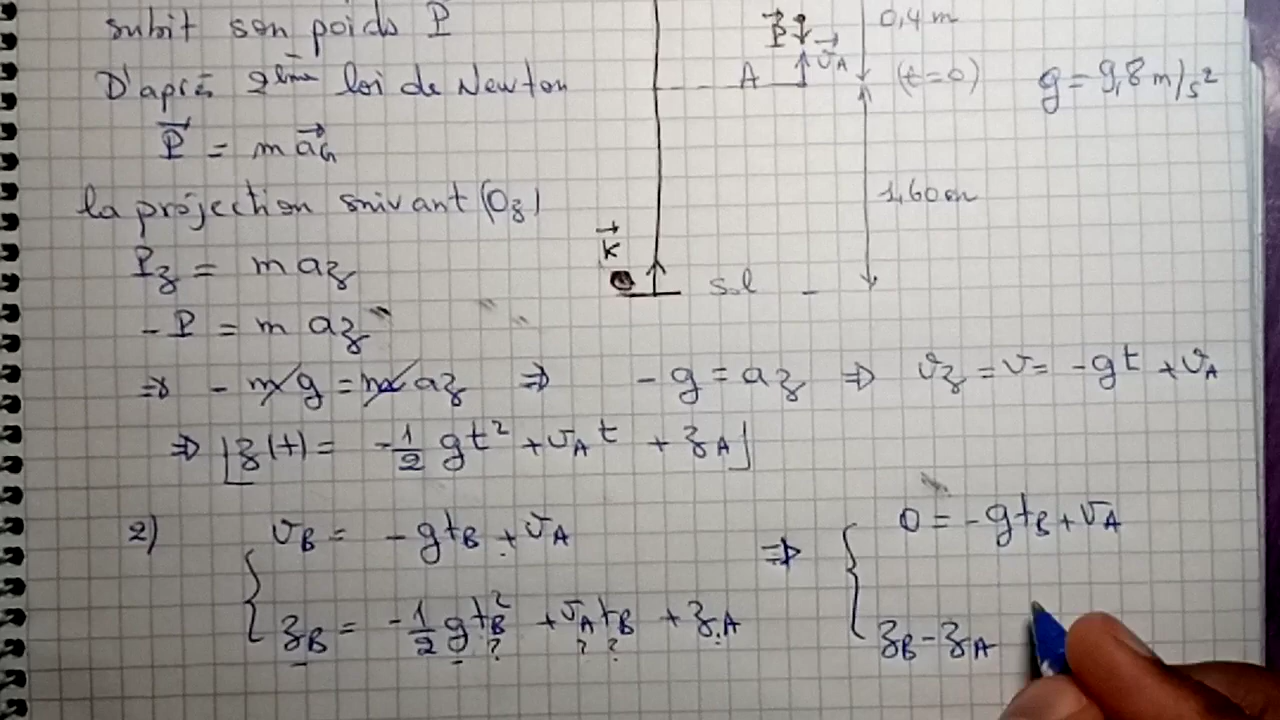 subit son poids P
D'après 2ème loi de Newton
P = m aG
la projection suivant (Oz)
Pz = m az
-P = m az
⇒ - mg = m az ⇒ -g = az ⇒ vz = v = -gt + vA
⇒ z(t) = -1/2 gt² + vA t + zA
2) vB = -gtB + vA ⇒ 0 = -gtB + vA
zB = -1/2 gtB² + vA tB + zA
? ? ?
zB - zA
P
vA
0,4 m
A (t=0)
g = 9,8 m/s²
1,60m
k
O sol